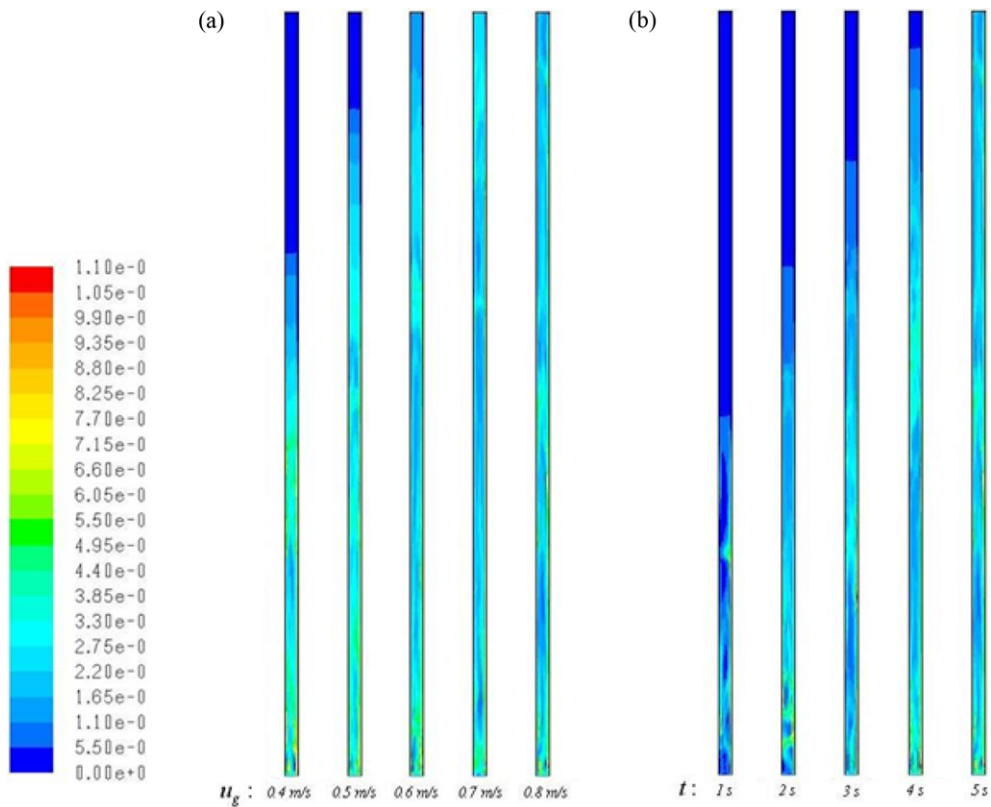 (a)
(b)
1.10e-0
1.05e-0
9.90e-0
9.35e-0
8.80e-0
8.25e-0
7.70e-0
7.15e-0
6.60e-0
6.05e-0
5.50e-0
4.95e-0
4.40e-0
3.85e-0
3.30e-0
2.75e-0
2.20e-0
1.65e-0
1.10e-0
5.50e-0
0.00e+0
u_g : 0.4 m/s 0.5 m/s 0.6 m/s 0.7 m/s 0.8 m/s
t : 1 s 2 s 3 s 4 s 5 s